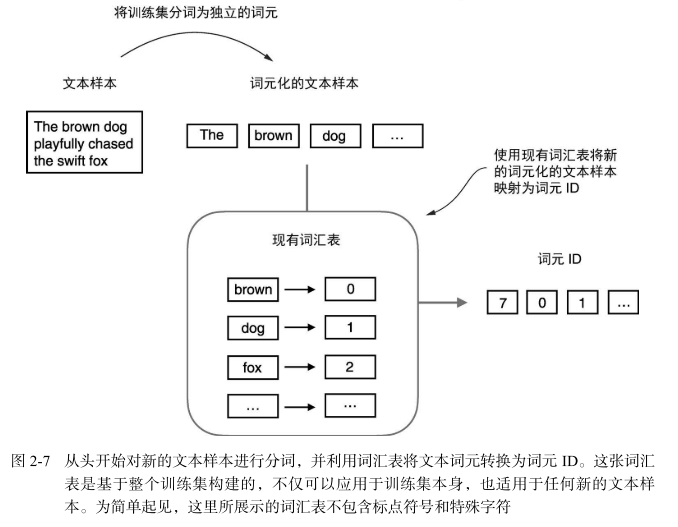 将训练集分词为独立的词元
文本样本
词元化的文本样本
The brown dog
playfully chased
the swift fox
The
brown
dog
…
使用现有词汇表将新
的词元化的文本样本
映射为词元 ID
现有词汇表
brown
0
dog
1
fox
2
…
…
词元 ID
7
0
1
…
图 2-7 从头开始对新的文本样本进行分词，并利用词汇表将文本词元转换为词元 ID。这张词汇
表是基于整个训练集构建的，不仅可以应用于训练集本身，也适用于任何新的文本样
本。为简单起见，这里所展示的词汇表不包含标点符号和特殊字符